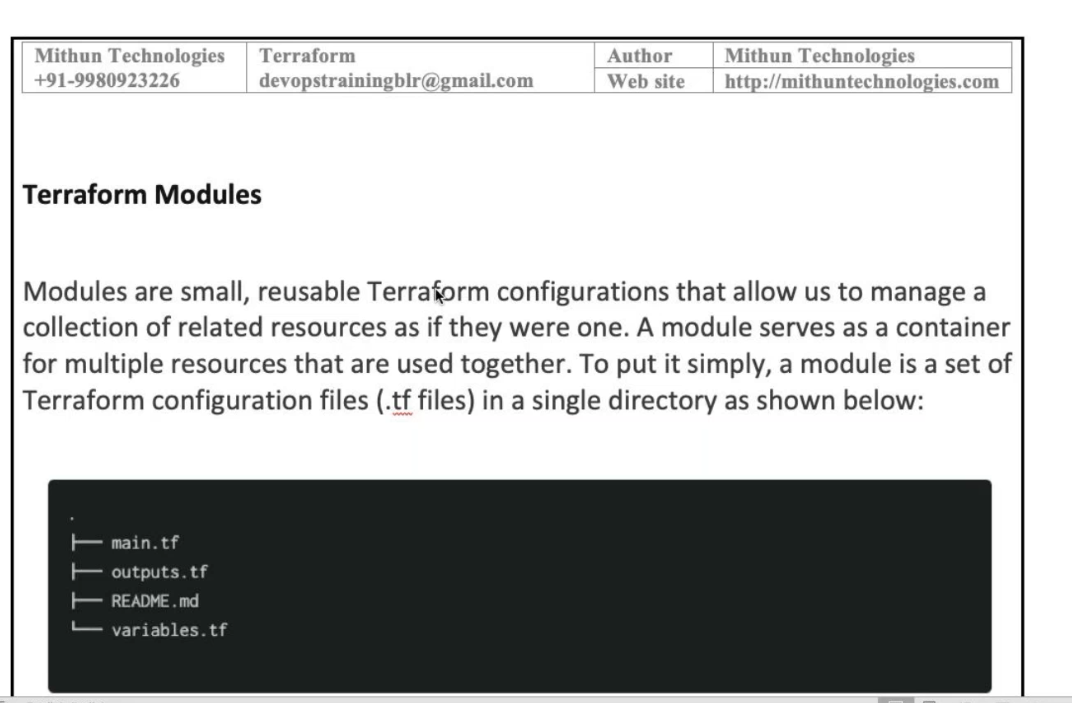 Mithun Technologies Terraform Author Mithun Technologies
+91-9980923226 devopstrainingblr@gmail.com Web site http://mithuntechnologies.com
Terraform Modules
Modules are small, reusable Terraform configurations that allow us to manage a
collection of related resources as if they were one. A module serves as a container
for multiple resources that are used together. To put it simply, a module is a set of
Terraform configuration files (.tf files) in a single directory as shown below:
.
├── main.tf
├── outputs.tf
├── README.md
└── variables.tf